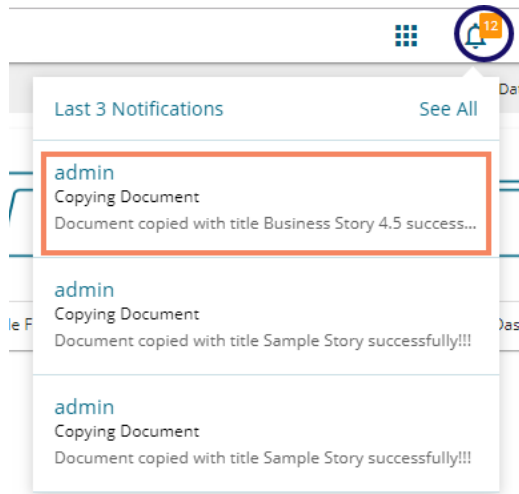 12
Last 3 Notifications See All
admin
Copying Document
Document copied with title Business Story 4.5 success...
admin
Copying Document
Document copied with title Sample Story successfully!!!
admin
Copying Document
Document copied with title Sample Story successfully!!!